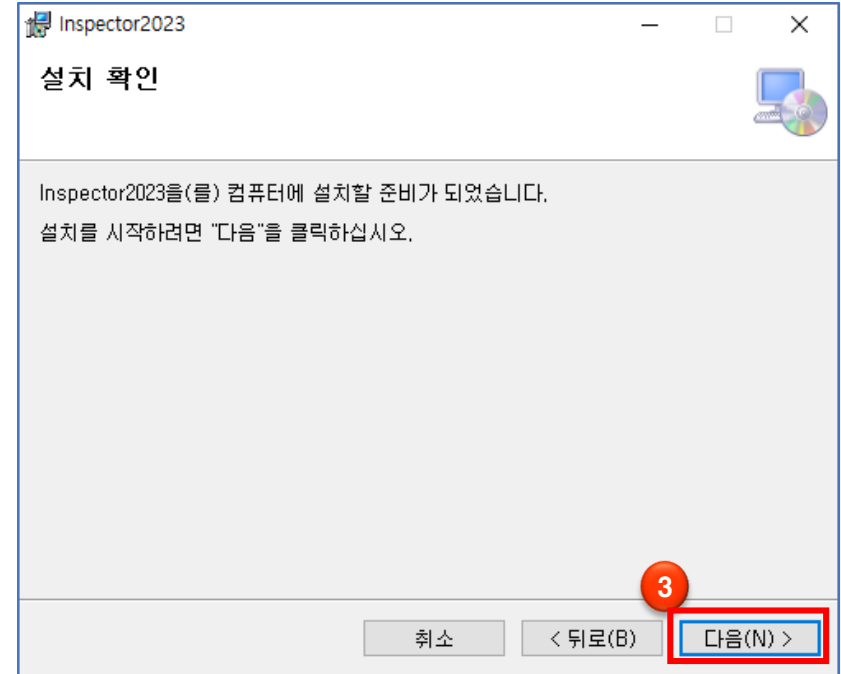 Inspector2023
설치 확인
Inspector2023을(를) 컴퓨터에 설치할 준비가 되었습니다.
설치를 시작하려면 "다음"을 클릭하십시오.
3
취소 < 뒤로(B) 다음(N) >